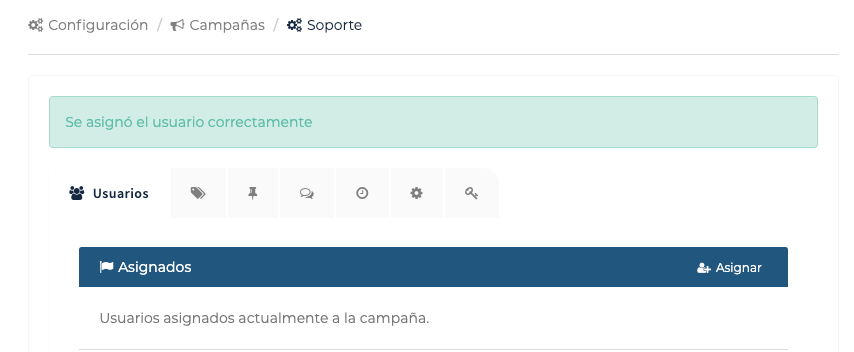 Configuración / Campañas / Soporte
Se asignó el usuario correctamente
Usuarios
Asignados Asignar
Usuarios asignados actualmente a la campaña.